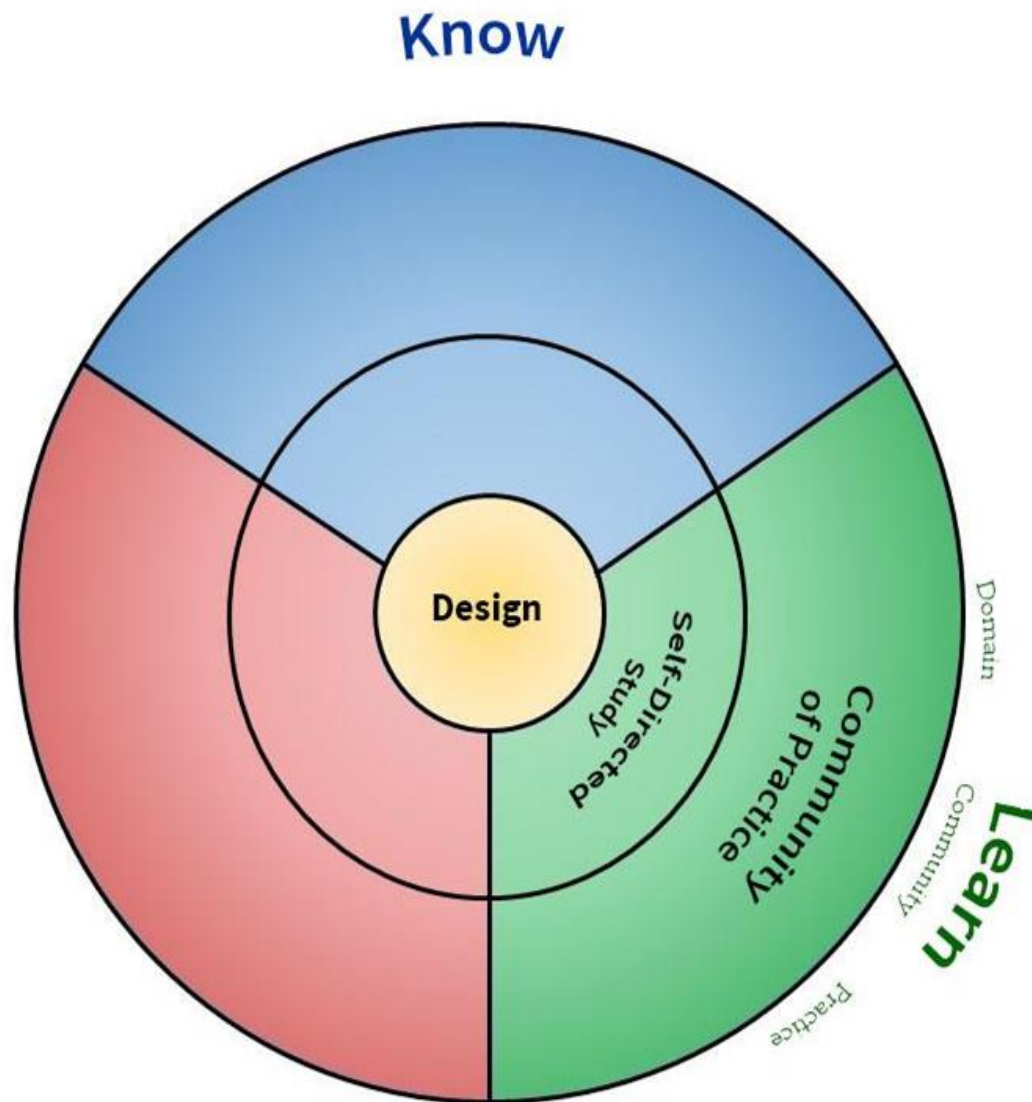 Know
Design
Self-Directed
Study
Community
of Practice
Domain
Community
Practice
Learn